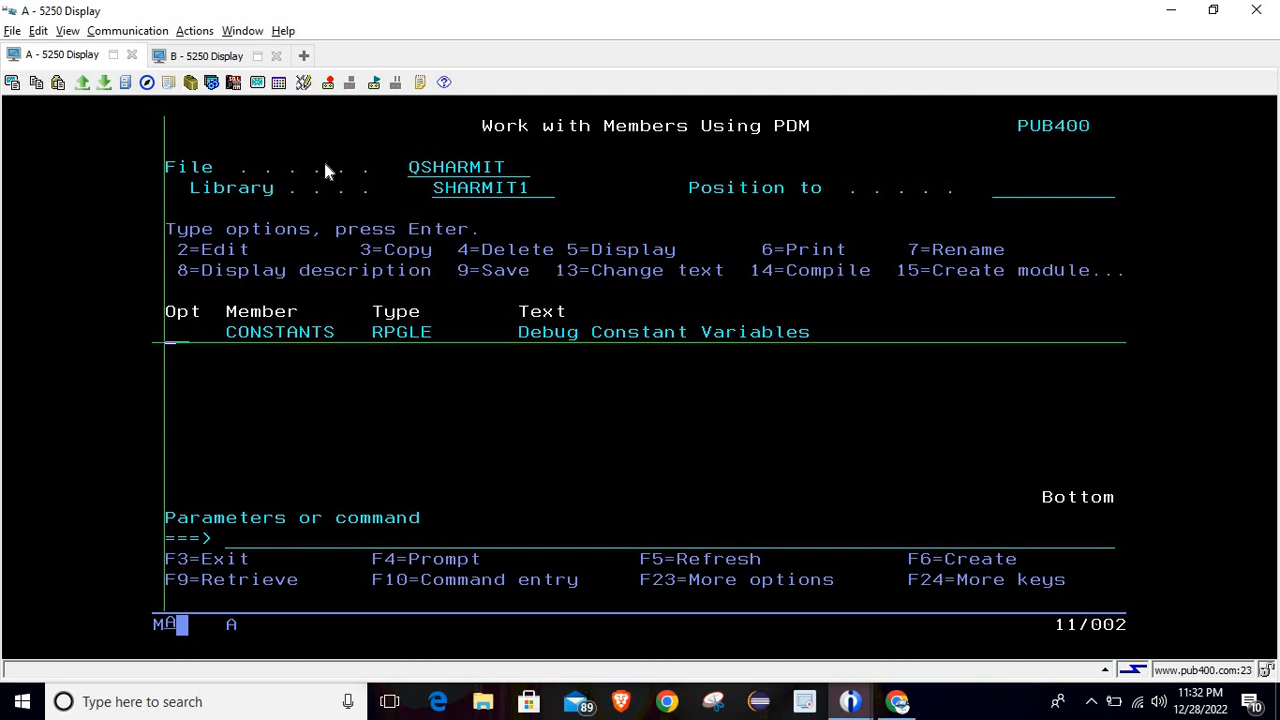 A - 5250 Display
File Edit View Communication Actions Window Help
A - 5250 Display B - 5250 Display
Work with Members Using PDM PUB400
File . . . . . . QSHARMIT
Library . . . . SHARMIT1 Position to . . . . .
Type options, press Enter.
2=Edit 3=Copy 4=Delete 5=Display 6=Print 7=Rename
8=Display description 9=Save 13=Change text 14=Compile 15=Create module...
Opt Member Type Text
CONSTANTS RPGLE Debug Constant Variables
Bottom
Parameters or command
===>
F3=Exit F4=Prompt F5=Refresh F6=Create
F9=Retrieve F10=Command entry F23=More options F24=More keys
MA A 11/002
www.pub400.com:23
Type here to search 89 11:32 PM
12/28/2022 10